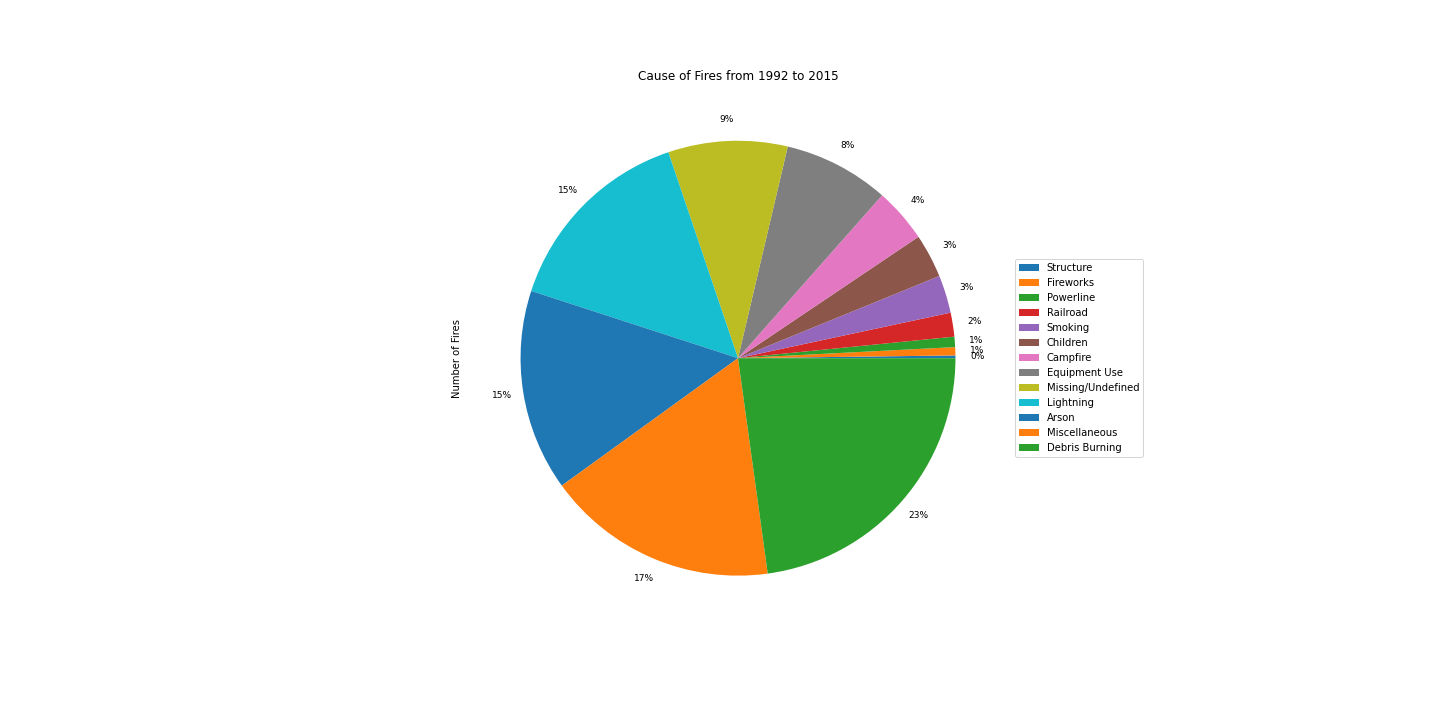 Cause of Fires from 1992 to 2015
9%
8%
15%
4%
3%
3%
2%
1%
1%
0%
Number of Fires
15%
23%
17%
Structure
Fireworks
Powerline
Railroad
Smoking
Children
Campfire
Equipment Use
Missing/Undefined
Lightning
Arson
Miscellaneous
Debris Burning